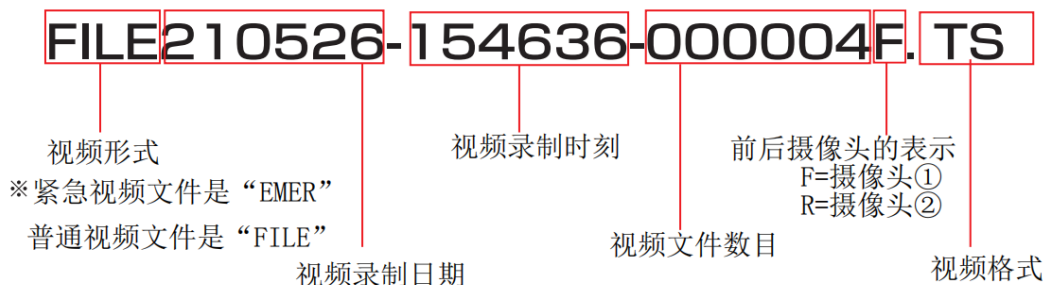 FILE210526-154636-000004F. TS
视频形式
※紧急视频文件是“EMER”
普通视频文件是“FILE”
视频录制日期
视频录制时刻
视频文件数目
前后摄像头的表示
F=摄像头①
R=摄像头②
视频格式